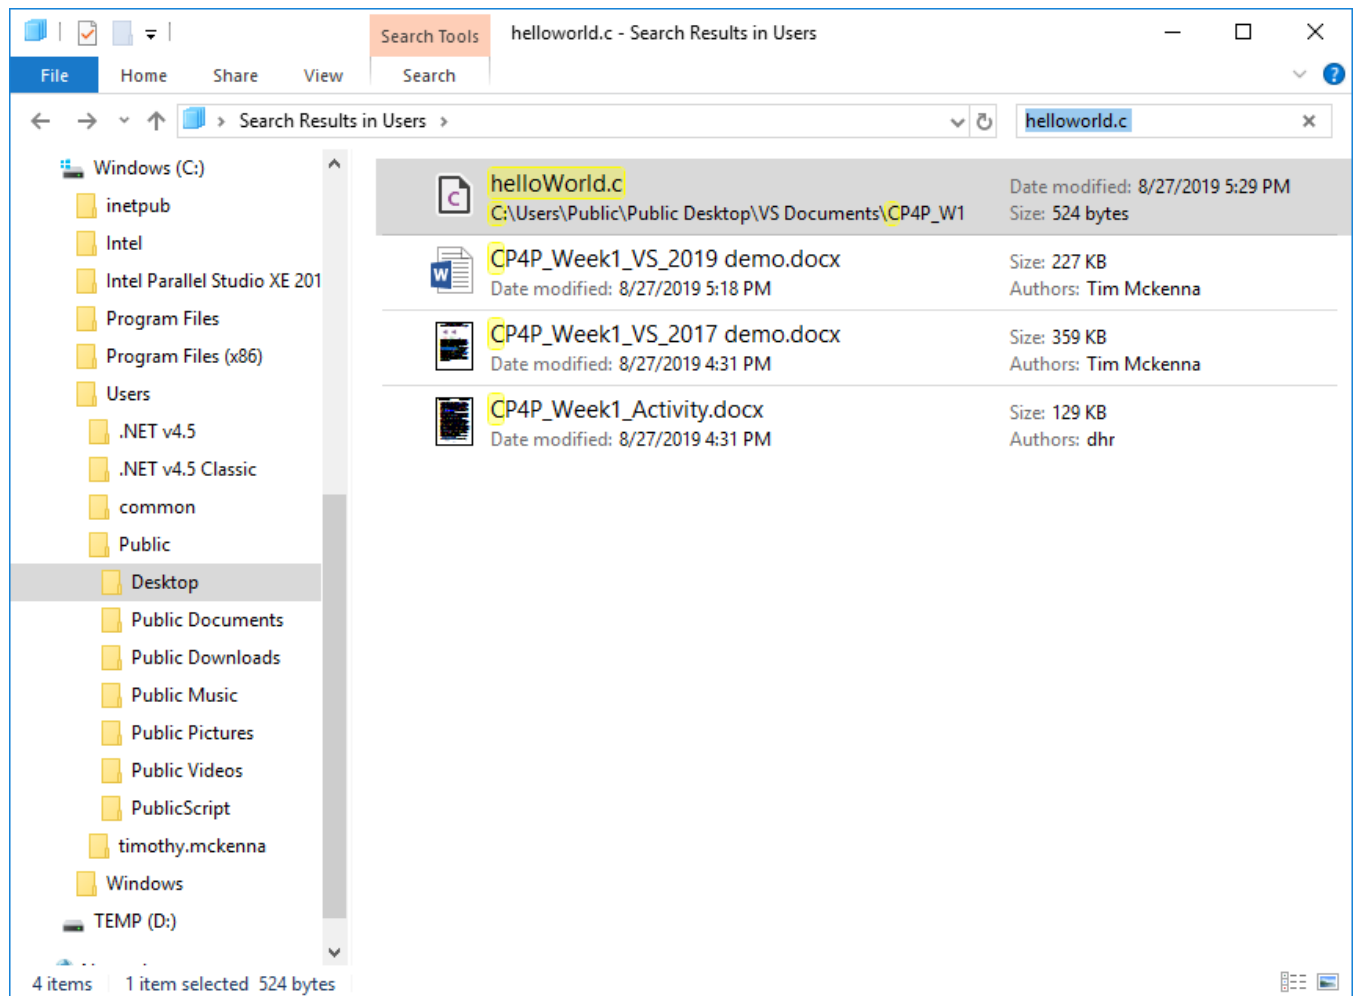 Search Tools
helloworld.c - Search Results in Users
File Home Share View Search
Search Results in Users
helloworld.c
Windows (C:)
inetpub
Intel
Intel Parallel Studio XE 201
Program Files
Program Files (x86)
Users
.NET v4.5
.NET v4.5 Classic
common
Public
Desktop
Public Documents
Public Downloads
Public Music
Public Pictures
Public Videos
PublicScript
timothy.mckenna
Windows
TEMP (D:)
helloWorld.c
C:\Users\Public\Public Desktop\VS Documents\CP4P_W1
Date modified: 8/27/2019 5:29 PM
Size: 524 bytes
CP4P_Week1_VS_2019 demo.docx
Date modified: 8/27/2019 5:18 PM
Size: 227 KB
Authors: Tim Mckenna
CP4P_Week1_VS_2017 demo.docx
Date modified: 8/27/2019 4:31 PM
Size: 359 KB
Authors: Tim Mckenna
CP4P_Week1_Activity.docx
Date modified: 8/27/2019 4:31 PM
Size: 129 KB
Authors: dhr
4 items 1 item selected 524 bytes